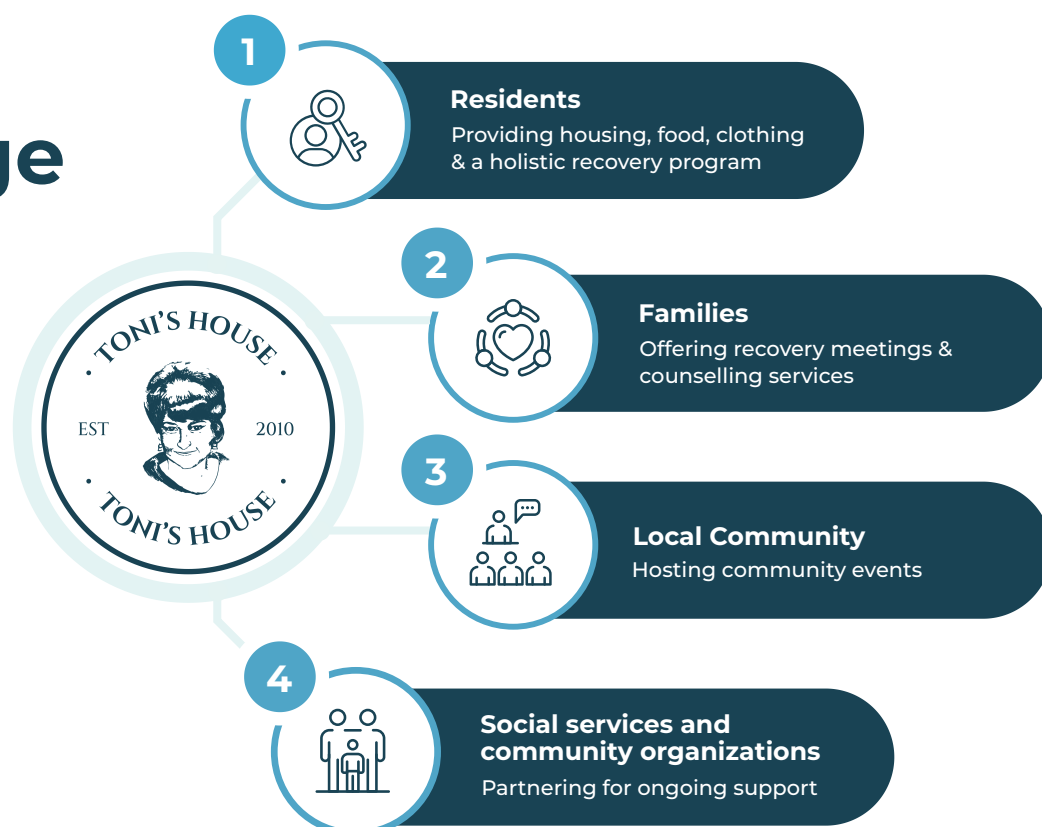 1
Residents
Providing housing, food, clothing
& a holistic recovery program
2
Families
Offering recovery meetings &
counselling services
TONI'S HOUSE
EST
2010
TONI'S HOUSE
3
Local Community
Hosting community events
4
Social services and
community organizations
Partnering for ongoing support